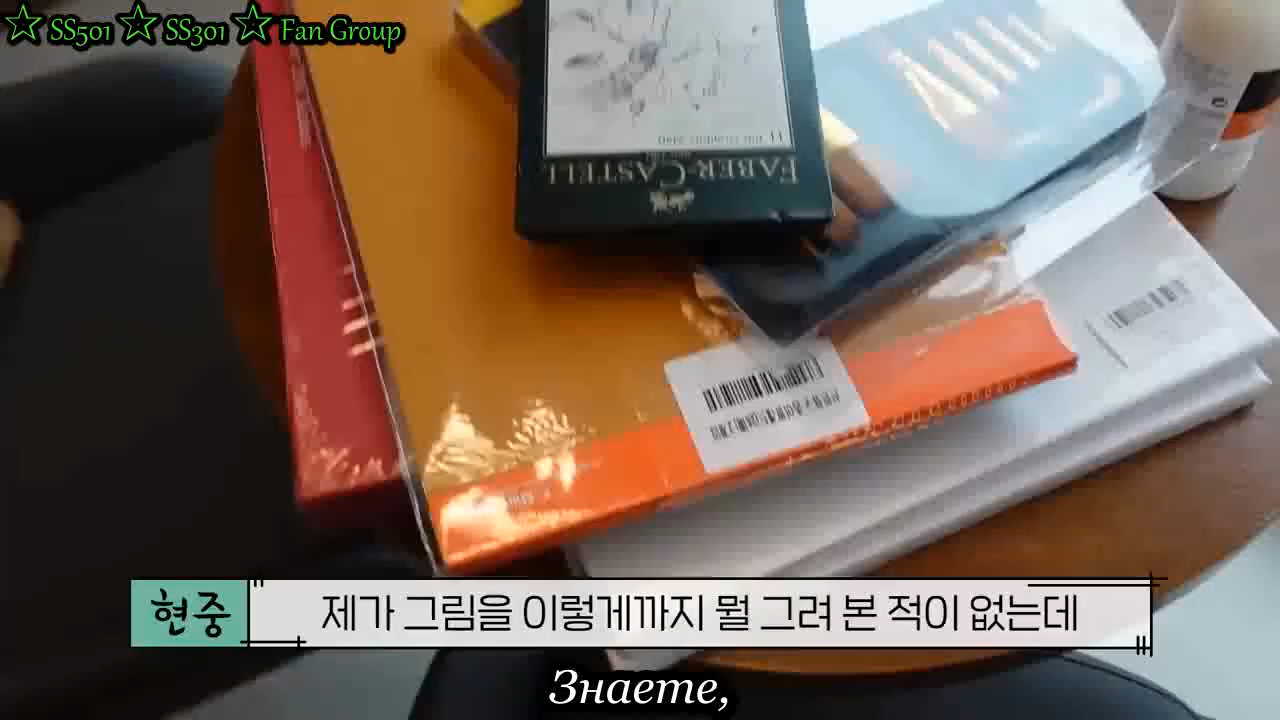 ☆ SS501 ☆ SS301 ☆ Fan Group
FABER-CASTELL
현중
제가 그림을 이렇게까지 뭘 그려 본 적이 없는데
Знаете,